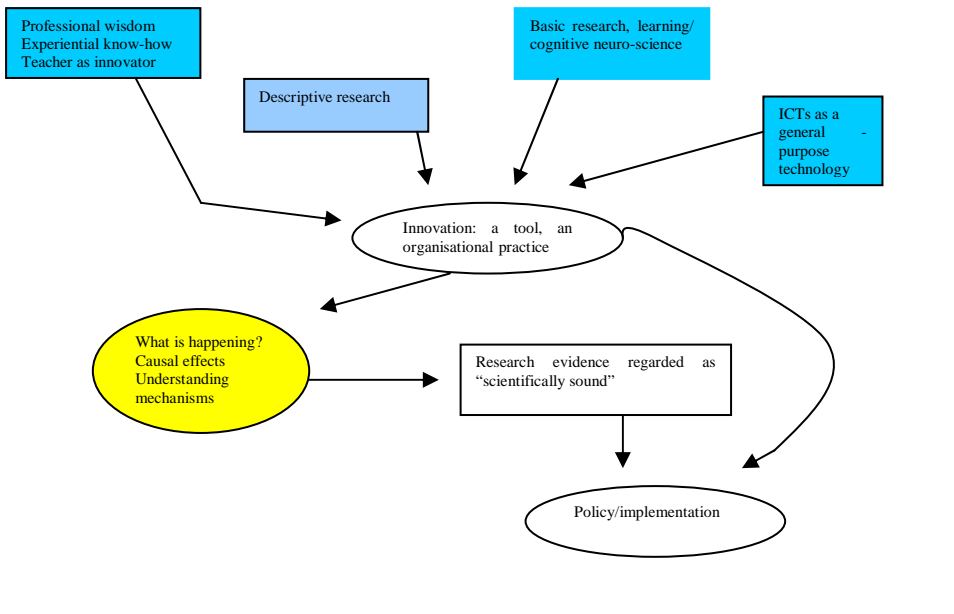 Professional wisdom
Experiential know-how
Teacher as innovator
Basic research, learning/
cognitive neuro-science
Descriptive research
ICTs as a
general -
purpose
technology
Innovation: a tool, an
organisational practice
What is happening?
Causal effects
Understanding
mechanisms
Research evidence regarded as
“scientifically sound”
Policy/implementation